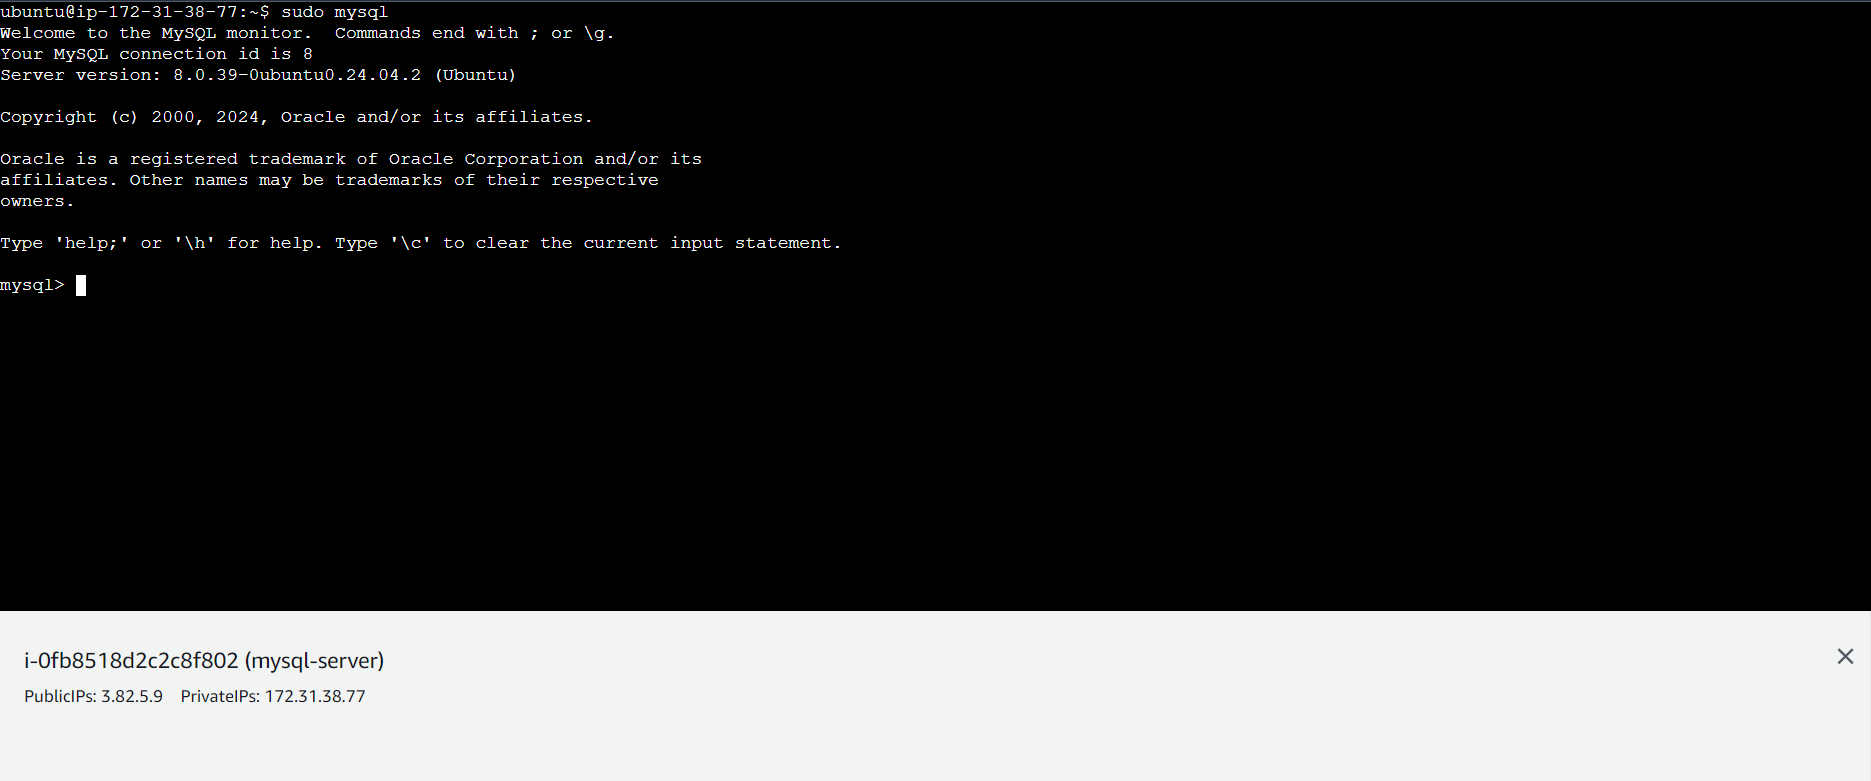 ubuntu@ip-172-31-38-77:~$ sudo mysql
Welcome to the MySQL monitor.  Commands end with ; or \g.
Your MySQL connection id is 8
Server version: 8.0.39-0ubuntu0.24.04.2 (Ubuntu)
Copyright (c) 2000, 2024, Oracle and/or its affiliates.
Oracle is a registered trademark of Oracle Corporation and/or its
affiliates. Other names may be trademarks of their respective
owners.
Type 'help;' or '\h' for help. Type '\c' to clear the current input statement.
mysql>
i-0fb8518d2c2c8f802 (mysql-server)
PublicIPs: 3.82.5.9    PrivateIPs: 172.31.38.77